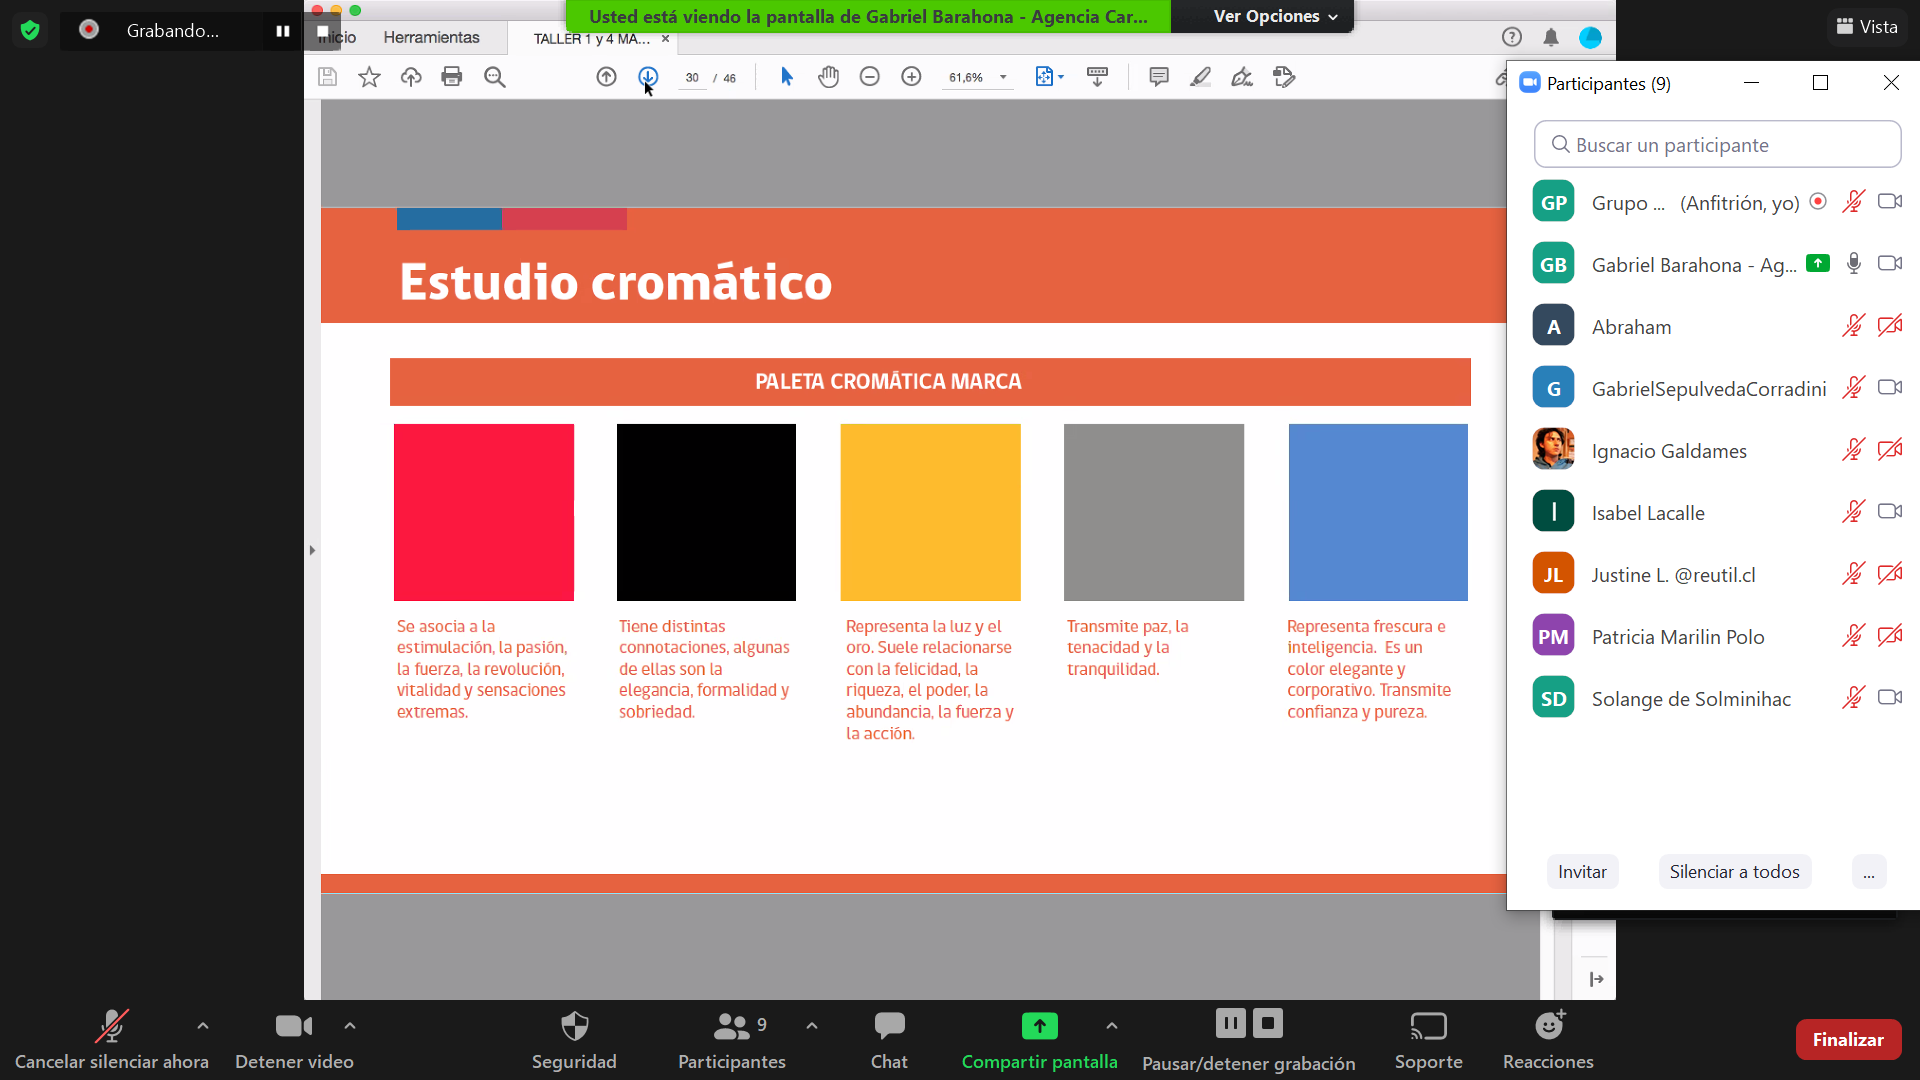 Grabando...
Usted está viendo la pantalla de Gabriel Barahona - Agencia Car...
Ver Opciones
Vista
Inicio
Herramientas
TALLER 1 y 4 MA...
30 / 46
61,6%
Estudio cromático
PALETA CROMÁTICA MARCA
Se asocia a la
estimulación, la pasión,
la fuerza, la revolución,
vitalidad y sensaciones
extremas.
Tiene distintas
connotaciones, algunas
de ellas son la
elegancia, formalidad y
sobriedad.
Representa la luz y el
oro. Suele relacionarse
con la felicidad, la
riqueza, el poder, la
abundancia, la fuerza y
la acción.
Transmite paz, la
tenacidad y la
tranquilidad.
Representa frescura e
inteligencia. Es un
color elegante y
corporativo. Transmite
confianza y pureza.
Participantes (9)
Buscar un participante
GP Grupo ... (Anfitrión, yo)
GB Gabriel Barahona - Ag...
A Abraham
G GabrielSepulvedaCorradini
Ignacio Galdames
I Isabel Lacalle
JL Justine L. @reutil.cl
PM Patricia Marilin Polo
SD Solange de Solminihac
Invitar
Silenciar a todos
...
Cancelar silenciar ahora
Detener video
Seguridad
9
Participantes
Chat
Compartir pantalla
Pausar/detener grabación
Soporte
Reacciones
Finalizar